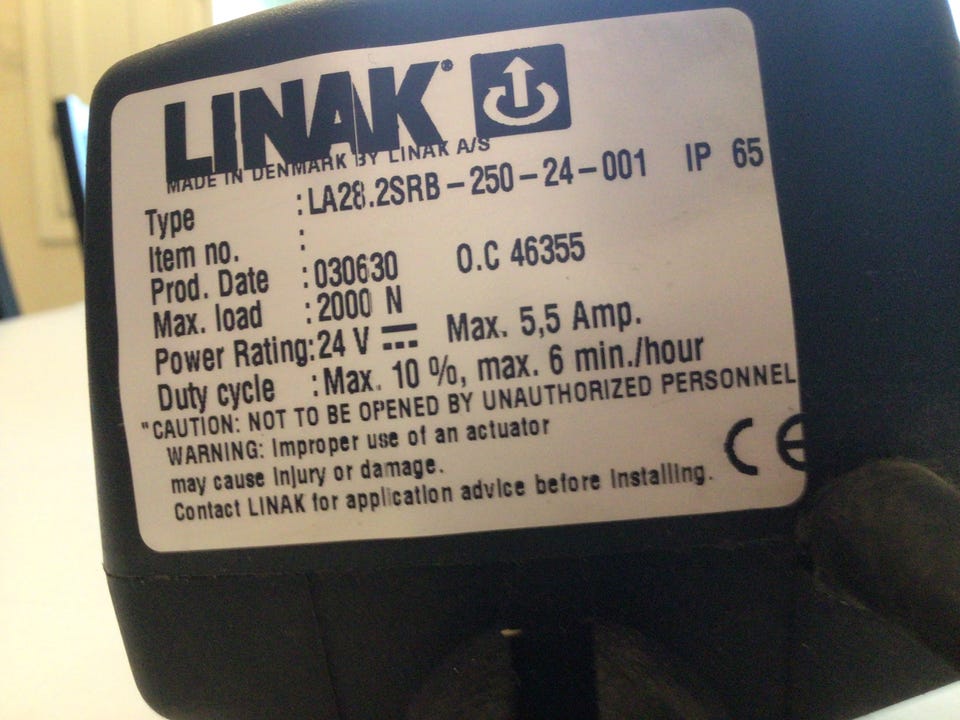 LINAK
MADE IN DENMARK BY LINAK A/S
Type : LA28.2SRB-250-24-001 IP 65
Item no. :
Prod. Date : 030630 O.C 46355
Max. load : 2000 N
Power Rating: 24 V Max. 5,5 Amp.
Duty cycle : Max. 10 %, max. 6 min./hour
"CAUTION: NOT TO BE OPENED BY UNAUTHORIZED PERSONNEL
WARNING: Improper use of an actuator
may cause injury or damage.
Contact LINAK for application advice before installing.
CE